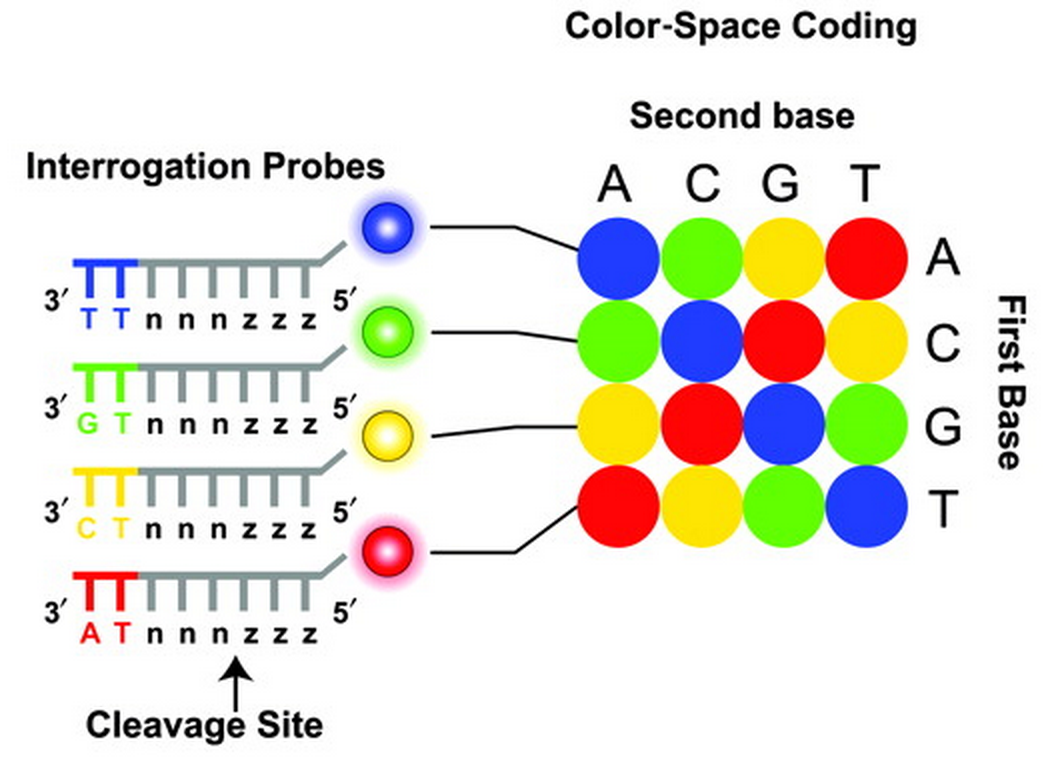 Color-Space Coding
Second base
Interrogation Probes
A C G T
A
3′ T T n n n z z z 5′
C
3′ G T n n n z z z 5′
G
3′ C T n n n z z z 5′
T
3′ A T n n n z z z 5′
First Base
Cleavage Site